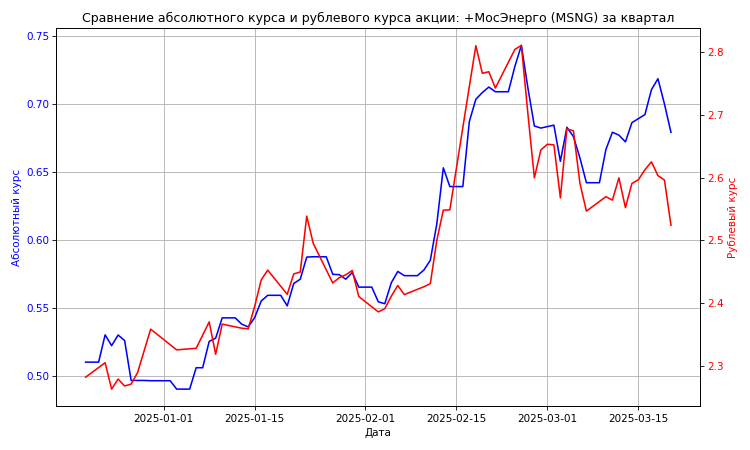 Сравнение абсолютного курса и рублевого курса акции: +МосЭнерго (MSNG) за квартал
0.75
0.70
0.65
0.60
0.55
0.50
Абсолютный курс
2.8
2.7
2.6
2.5
2.4
2.3
Рублевый курс
2025-01-01 2025-01-15 2025-02-01 2025-02-15 2025-03-01 2025-03-15
Дата